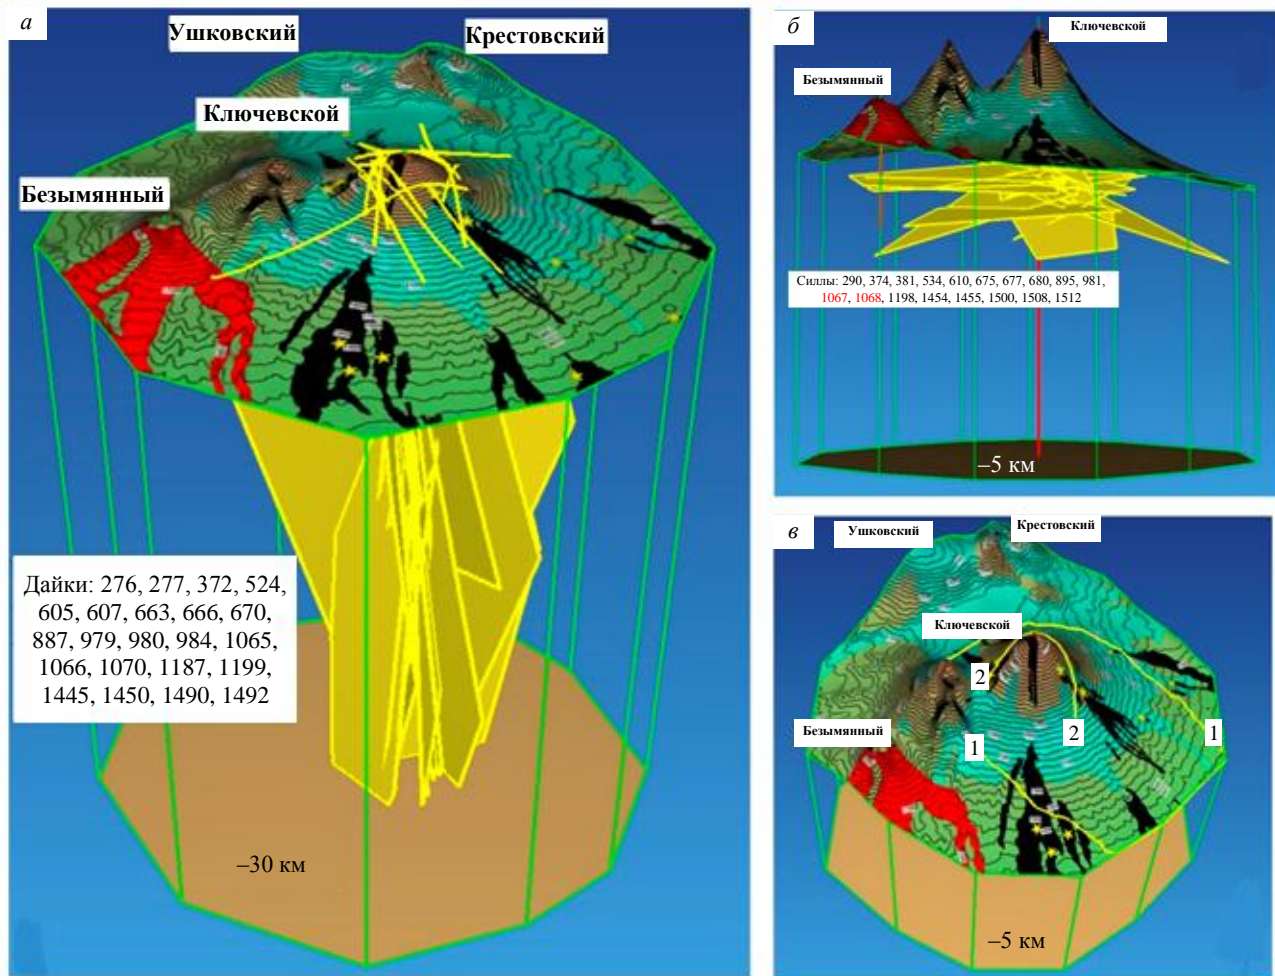 а
Ушковский
Крестовский
Ключевской
Безымянный
Дайки: 276, 277, 372, 524,
605, 607, 663, 666, 670,
887, 979, 980, 984, 1065,
1066, 1070, 1187, 1199,
1445, 1450, 1490, 1492
–30 км
б
Ключевской
Безымянный
Силлы: 290, 374, 381, 534, 610, 675, 677, 680, 895, 981,
1067, 1068, 1198, 1454, 1455, 1500, 1508, 1512
–5 км
в
Ушковский
Крестовский
Ключевской
2
Безымянный
1
2
1
–5 км